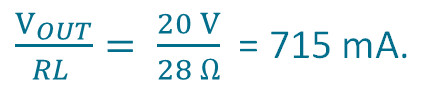 V_OUT / RL = 20 V / 28 Ω = 715 mA.